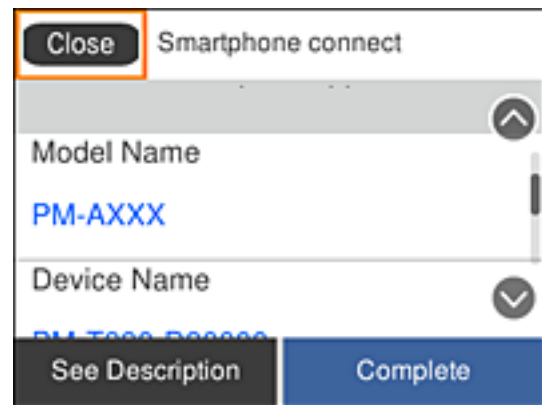 Close
Smartphone connect
Model Name
PM-AXXX
Device Name
See Description
Complete